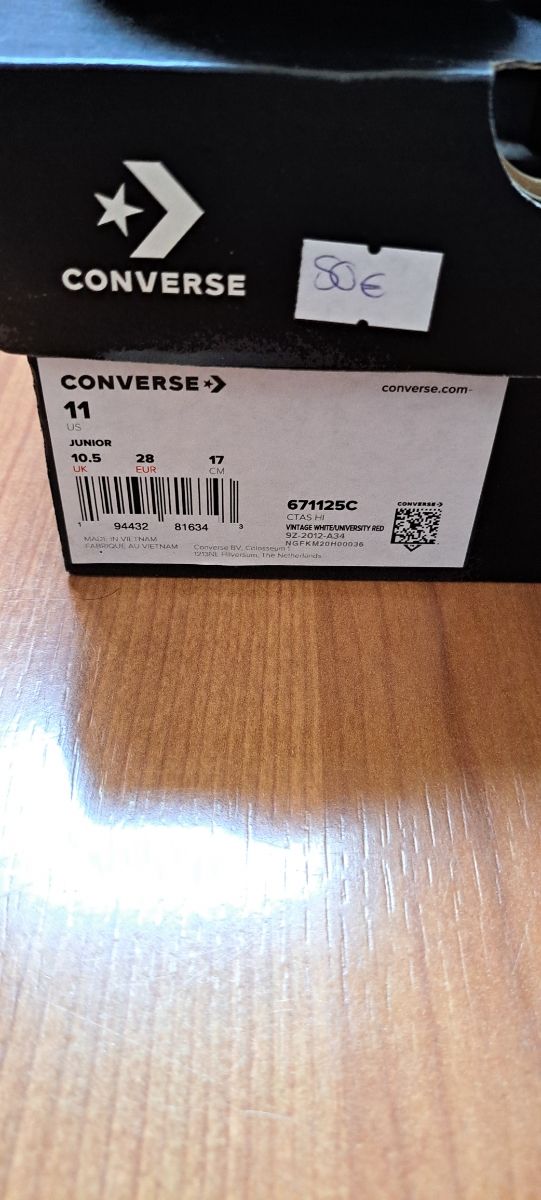 CONVERSE
80€
CONVERSE
converse.com
11
US
JUNIOR
10.5 28 17
UK EUR CM
1 94432 81634 3
671125C
CTAS HI
VINTAGE WHITE/UNIVERSITY RED
9Z-2012-A34
NGFKM20H00036
CONVERSE
MADE IN VIETNAM
FABRIQUE AU VIETNAM
Converse BV, Colosseum 1
1213NL Hilversum, The Netherlands